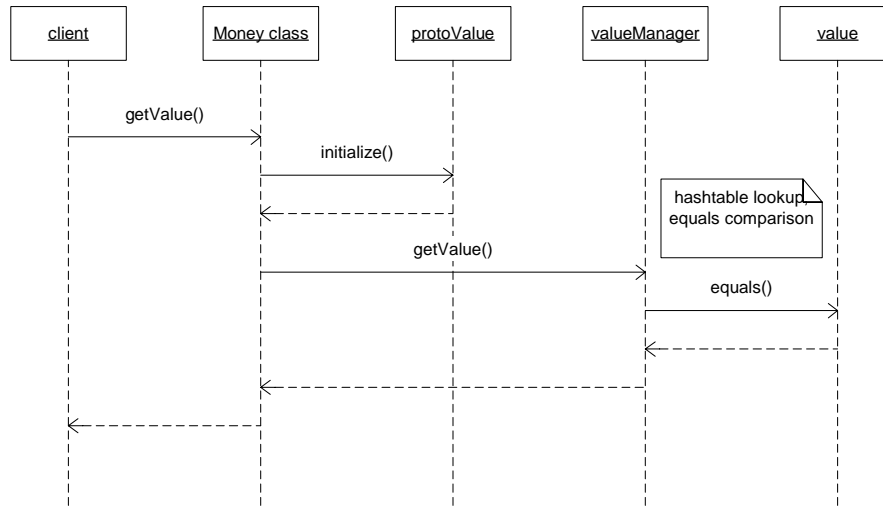 client
Money class
protoValue
valueManager
value
getValue()
initialize()
hashtable lookup,
equals comparison
getValue()
equals()